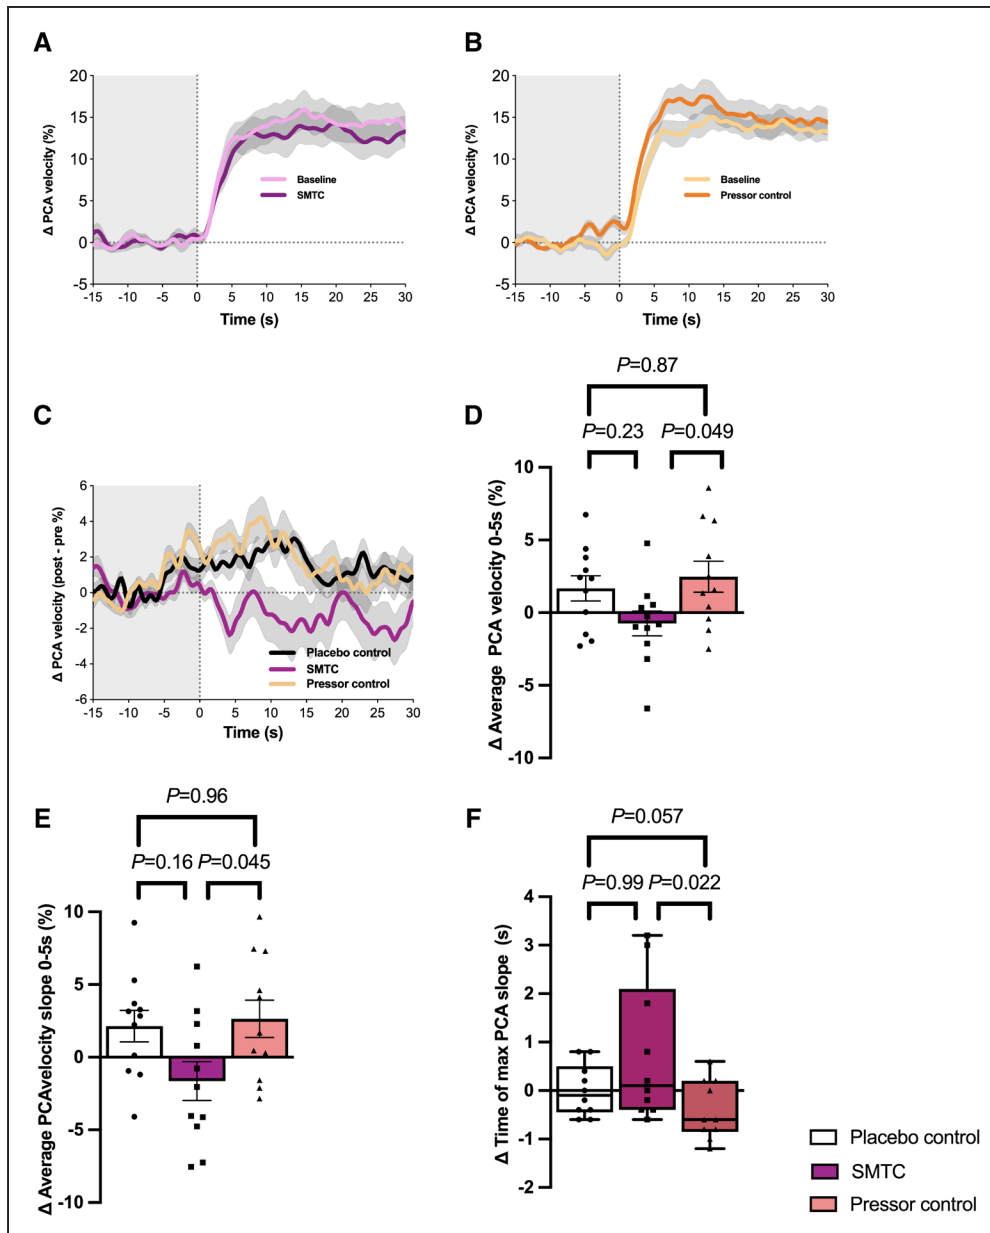 A
Δ PCA velocity (%)
20
15
10
5
0
-5
-15 -10 -5 0 5 10 15 20 25 30
Time (s)
Baseline
SMTC
B
Δ PCA velocity (%)
20
15
10
5
0
-5
-15 -10 -5 0 5 10 15 20 25 30
Time (s)
Baseline
Pressor control
C
Δ PCA velocity (post - pre %)
6
4
2
0
-2
-4
-6
-15 -10 -5 0 5 10 15 20 25 30
Time (s)
Placebo control
SMTC
Pressor control
D
P=0.87
P=0.23 P=0.049
Δ Average PCA velocity 0-5s (%)
10
5
0
-5
-10
E
P=0.96
P=0.16 P=0.045
Δ Average PCAvelocity slope 0-5s (%)
10
5
0
-5
-10
F
P=0.057
P=0.99 P=0.022
Δ Time of max PCA slope (s)
4
3
2
1
0
-1
-2
Placebo control
SMTC
Pressor control